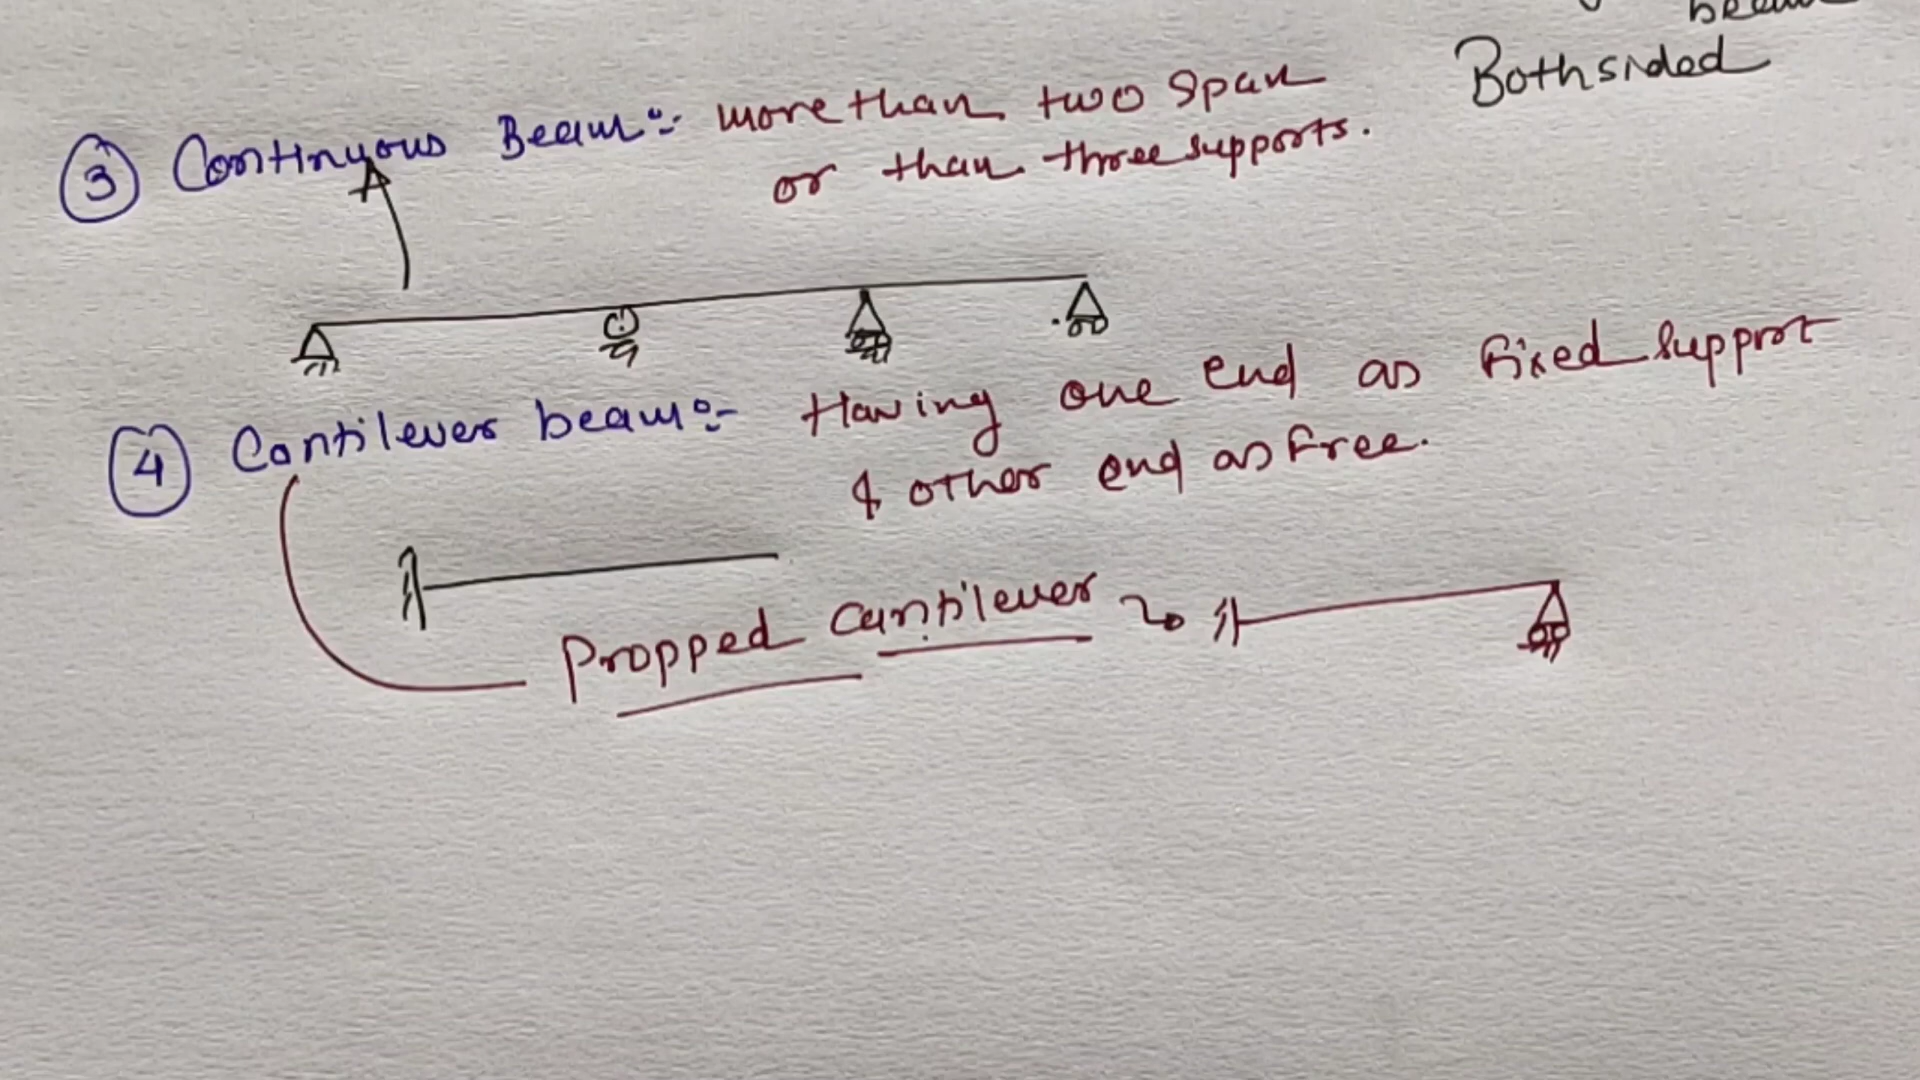 Bothsided
③ Continuous Beam:- more than two span
or than three supports.
④ Cantilever beam:- Having one end as fixed support
& other end as free.
Propped Cantilever